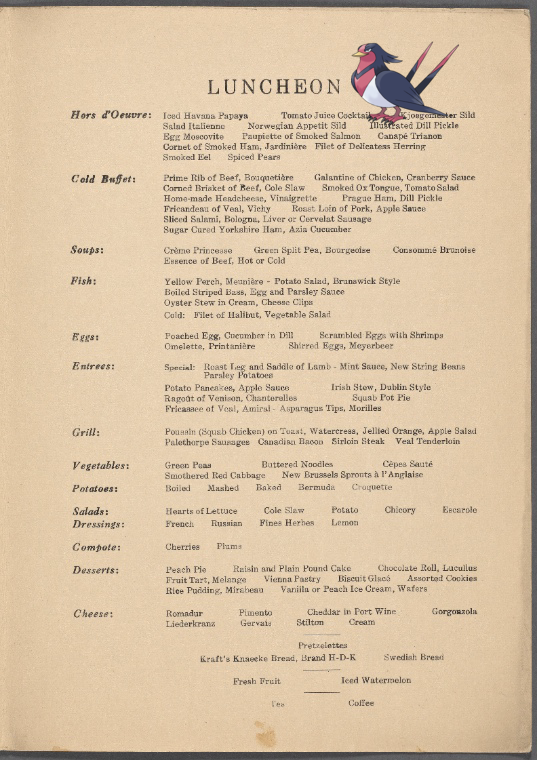 LUNCHEON
Hors d'Oeuvre: Iced Havana Papaya Tomato Juice Cocktail Kjoegemester Sild
Salad Italienne Norwegian Appetit Sild Illustrated Dill Pickle
Egg Moscovite Paupiette of Smoked Salmon Canapé Trianon
Cornet of Smoked Ham, Jardinière Filet of Delicatess Herring
Smoked Eel Spiced Pears
Cold Buffet: Prime Rib of Beef, Bouquetière Galantine of Chicken, Cranberry Sauce
Corned Brisket of Beef, Cole Slaw Smoked Ox Tongue, Tomato Salad
Home-made Headcheese, Vinaigrette Prague Ham, Dill Pickle
Fricandeau of Veal, Vichy Roast Loin of Pork, Apple Sauce
Sliced Salami, Bologna, Liver or Cervelat Sausage
Sugar Cured Yorkshire Ham, Azia Cucumber
Soups: Crème Princesse Green Split Pea, Bourgeoise Consommé Brunoise
Essence of Beef, Hot or Cold
Fish: Yellow Perch, Meunière - Potato Salad, Brunswick Style
Boiled Striped Bass, Egg and Parsley Sauce
Oyster Stew in Cream, Cheese Clips
Cold: Filet of Halibut, Vegetable Salad
Eggs: Poached Egg, Cucumber in Dill Scrambled Eggs with Shrimps
Omelette, Printanière Shirred Eggs, Meyerbeer
Entrees: Special: Roast Leg and Saddle of Lamb - Mint Sauce, New String Beans
Parsley Potatoes
Potato Pancakes, Apple Sauce Irish Stew, Dublin Style
Ragoût of Venison, Chanterelles Squab Pot Pie
Fricassee of Veal, Amiral - Asparagus Tips, Morilles
Grill: Poussin (Squab Chicken) on Toast, Watercress, Jellied Orange, Apple Salad
Palethorpe Sausages Canadian Bacon Sirloin Steak Veal Tenderloin
Vegetables: Green Peas Buttered Noodles Cêpes Sauté
Smothered Red Cabbage New Brussels Sprouts à l'Anglaise
Potatoes: Boiled Mashed Baked Bermuda Croquette
Salads: Hearts of Lettuce Cole Slaw Potato Chicory Escarole
Dressings: French Russian Fines Herbes Lemon
Compote: Cherries Plums
Desserts: Peach Pie Raisin and Plain Pound Cake Chocolate Roll, Lucullus
Fruit Tart, Melange Vienna Pastry Biscuit Glacé Assorted Cookies
Rice Pudding, Mirabeau Vanilla or Peach Ice Cream, Wafers
Cheese: Romadur Pimento Cheddar in Port Wine Gorgonzola
Liederkranz Gervais Stilton Cream
Pretzelettes
Kraft's Knaecke Bread, Brand H-D-K Swedish Bread
Fresh Fruit Iced Watermelon
Tea Coffee